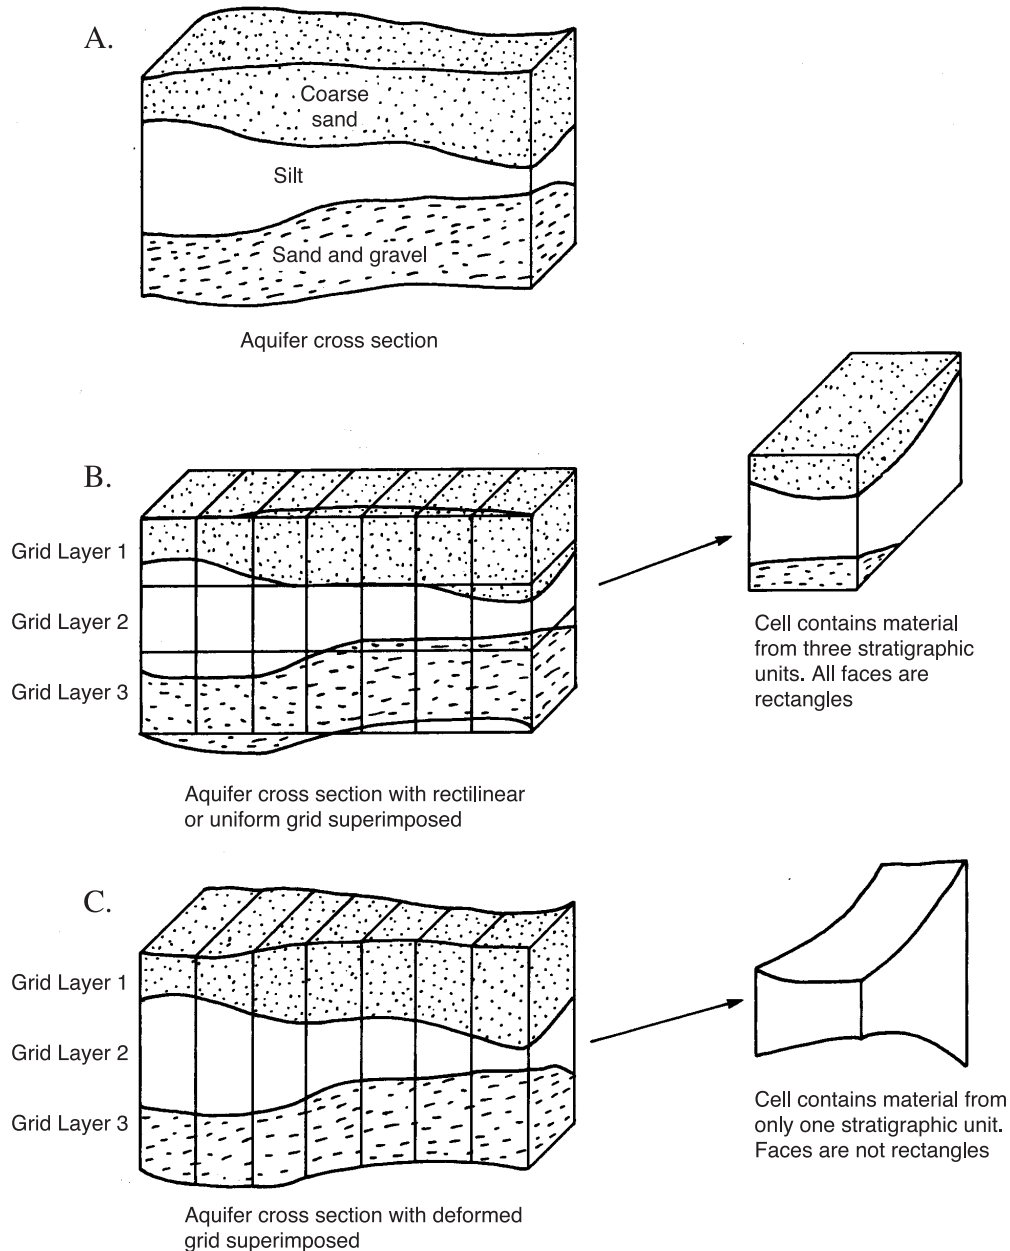 A.
Coarse
sand
Silt
Sand and gravel
Aquifer cross section
B.
Grid Layer 1
Grid Layer 2
Grid Layer 3
Cell contains material
from three stratigraphic
units. All faces are
rectangles
Aquifer cross section with rectilinear
or uniform grid superimposed
C.
Grid Layer 1
Grid Layer 2
Grid Layer 3
Cell contains material from
only one stratigraphic unit.
Faces are not rectangles
Aquifer cross section with deformed
grid superimposed